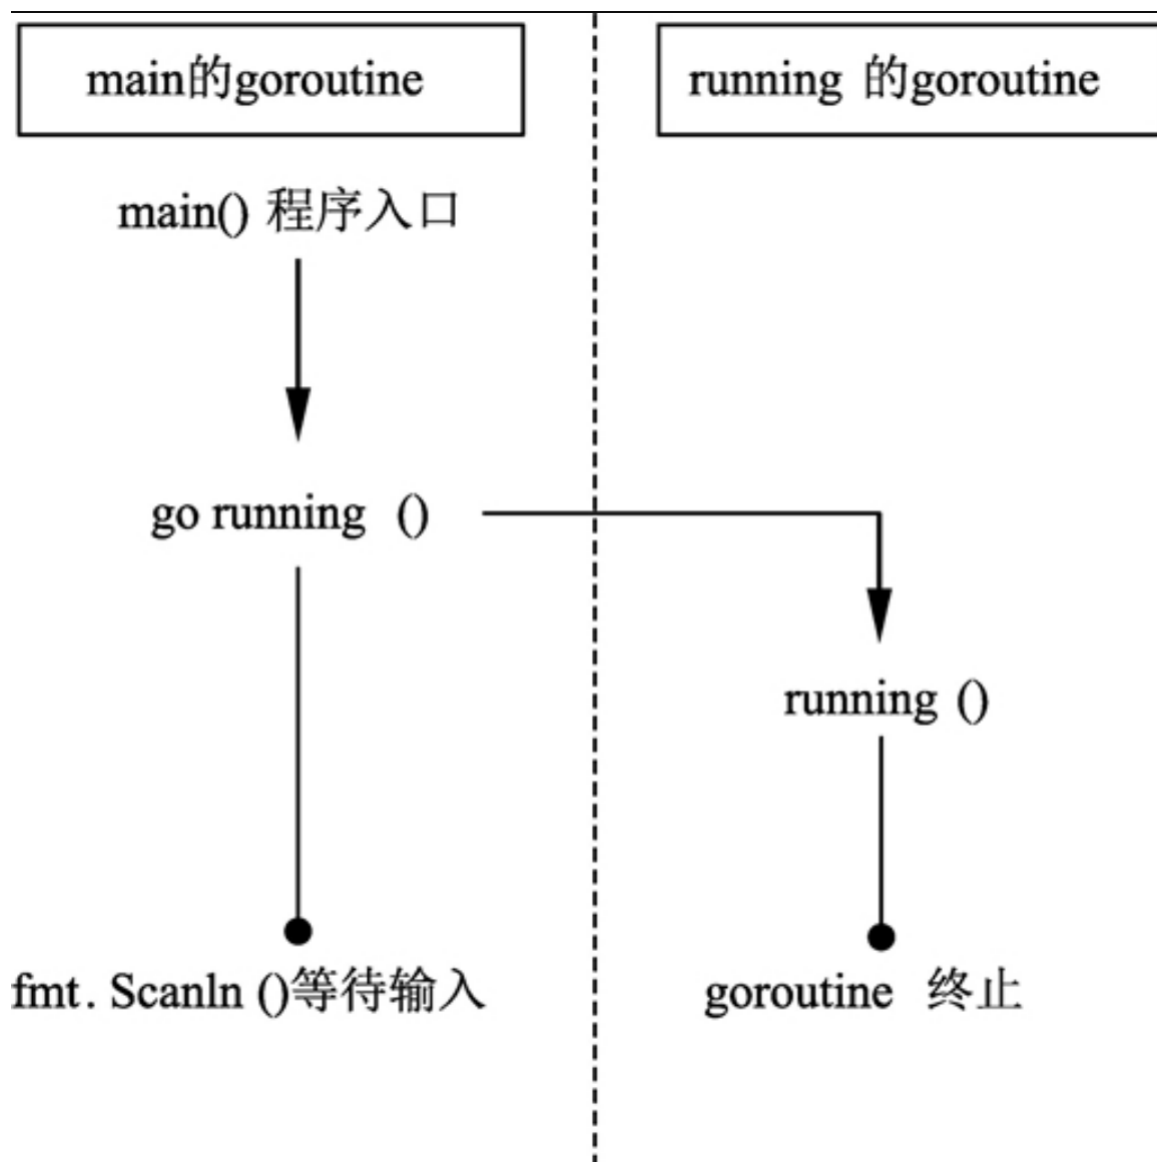 main的goroutine
running 的goroutine
main() 程序入口
go running ()
running ()
fmt. Scanln ()等待输入
goroutine 终止